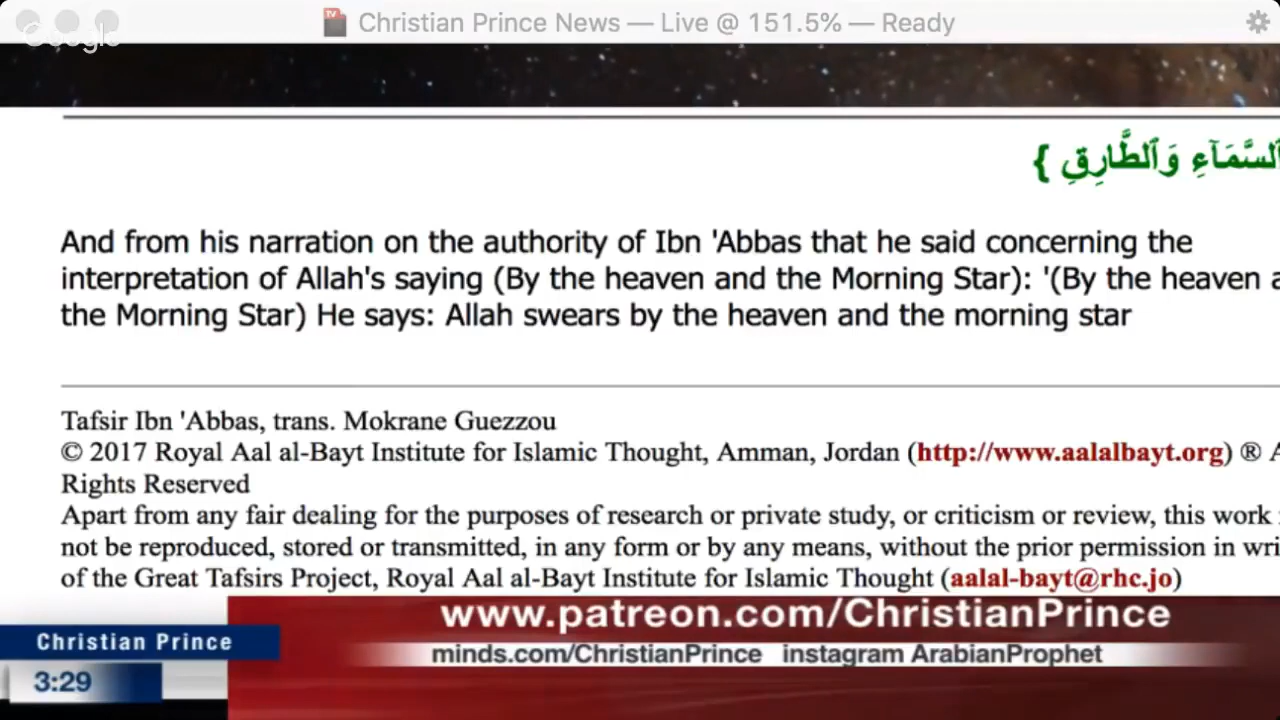 Christian Prince News — Live @ 151.5% — Ready
Google
ٱلسَّمَآءِ وَٱلطَّارِقِ }
And from his narration on the authority of Ibn 'Abbas that he said concerning the
interpretation of Allah's saying (By the heaven and the Morning Star): '(By the heaven a
the Morning Star) He says: Allah swears by the heaven and the morning star
Tafsir Ibn 'Abbas, trans. Mokrane Guezzou
© 2017 Royal Aal al-Bayt Institute for Islamic Thought, Amman, Jordan (http://www.aalalbayt.org) ® A
Rights Reserved
Apart from any fair dealing for the purposes of research or private study, or criticism or review, this work
not be reproduced, stored or transmitted, in any form or by any means, without the prior permission in wri
of the Great Tafsirs Project, Royal Aal al-Bayt Institute for Islamic Thought (aalal-bayt@rhc.jo)
www.patreon.com/ChristianPrince
Christian Prince
minds.com/ChristianPrince instagram ArabianProphet
3:29